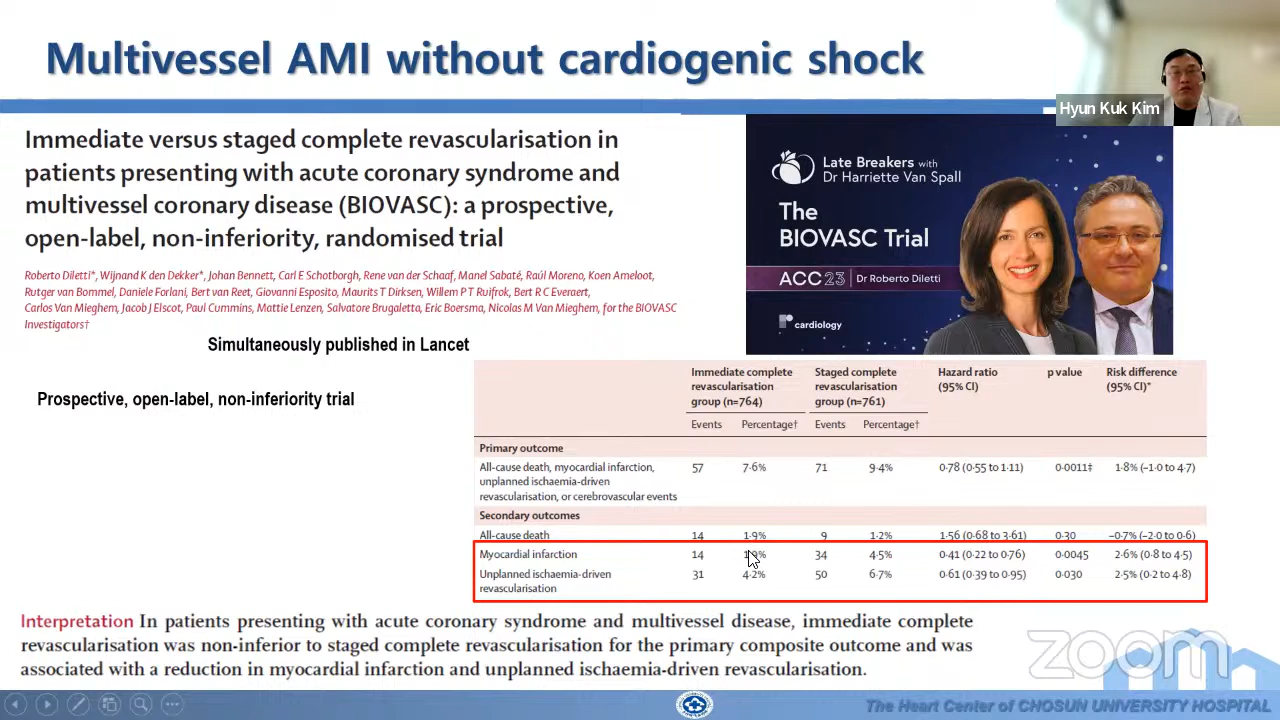 Multivessel AMI without cardiogenic shock
Hyun Kuk Kim
Immediate versus staged complete revascularisation in
patients presenting with acute coronary syndrome and
multivessel coronary disease (BIOVASC): a prospective,
open-label, non-inferiority, randomised trial
Roberto Diletti*, Wijnand K den Dekker*, Johan Bennett, Carl E Schotborgh, Rene van der Schaaf, Manel Sabaté, Raúl Moreno, Koen Ameloot,
Rutger van Bommel, Daniele Forlani, Bert van Reet, Giovanni Esposito, Maurits T Dirksen, Willem P T Ruifrok, Bert R C Everaert,
Carlos Van Mieghem, Jacob J Elscot, Paul Cummins, Mattie Lenzen, Salvatore Brugaletta, Eric Boersma, Nicolas M Van Mieghem, for the BIOVASC
Investigators†
Simultaneously published in Lancet
Prospective, open-label, non-inferiority trial
Late Breakers with
Dr Harriette Van Spall
The
BIOVASC Trial
ACC23 | Dr Roberto Diletti
cardiology
Immediate complete revascularisation group (n=764) Staged complete revascularisation group (n=761) Hazard ratio (95% CI) p value Risk difference (95% CI)*
Events Percentage† Events Percentage†
Primary outcome
All-cause death, myocardial infarction, 57 7·6% 71 9·4% 0·78 (0·55 to 1·11) 0·0011‡ 1·8% (–1·0 to 4·7)
unplanned ischaemia-driven
revascularisation, or cerebrovascular events
Secondary outcomes
All-cause death 14 1·9% 9 1·2% 1·56 (0·68 to 3·61) 0·30 –0·7% (–2·0 to 0·6)
Myocardial infarction 14 34 4·5% 0·41 (0·22 to 0·76) 0·0045 2·6% (0·8 to 4·5)
Unplanned ischaemia-driven 31 4·2% 50 6·7% 0·61 (0·39 to 0·95) 0·030 2·5% (0·2 to 4·8)
revascularisation
Interpretation In patients presenting with acute coronary syndrome and multivessel disease, immediate complete
revascularisation was non-inferior to staged complete revascularisation for the primary composite outcome and was
associated with a reduction in myocardial infarction and unplanned ischaemia-driven revascularisation.
zoom
The Heart Center of CHOSUN UNIVERSITY HOSPITAL